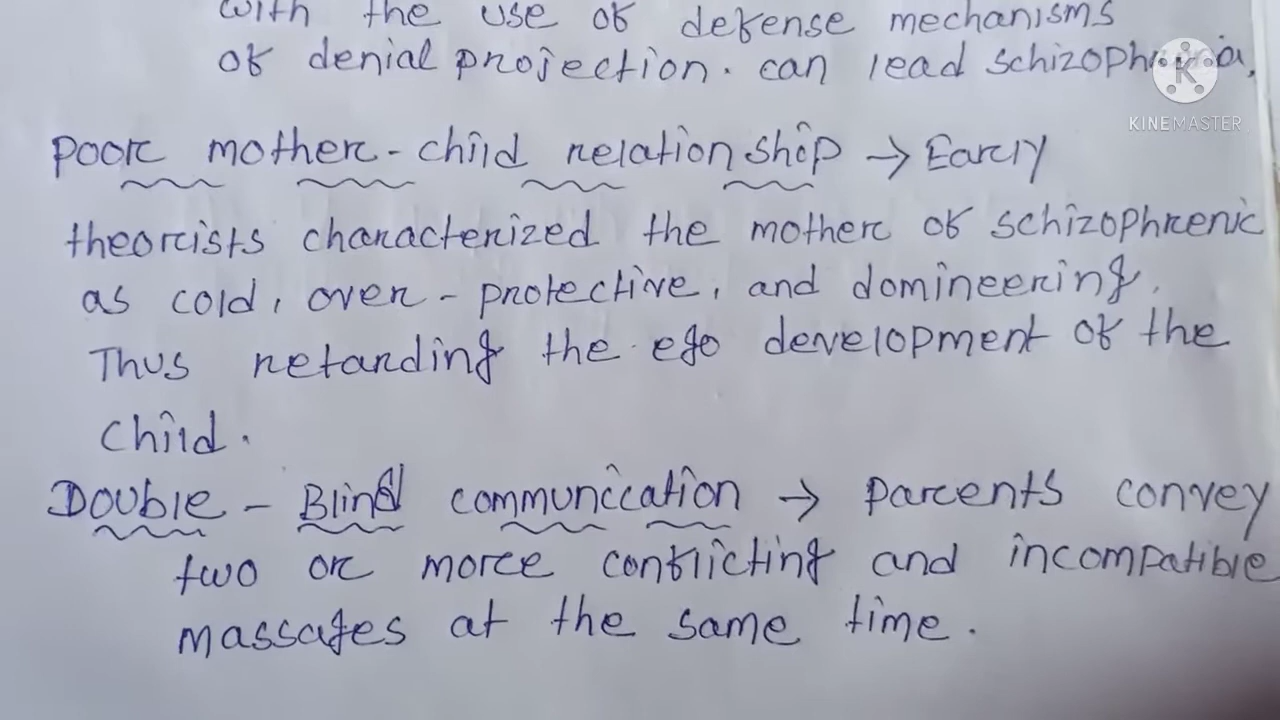 with the use of defense mechanisms
of denial projection. can lead schizophrenia,
KINEMASTER
Poor mother - child relationship → Early
theorists characterized the mother of schizophrenic
as cold, over - protective, and domineering.
Thus retarding the ego development of the
child.
Double - Blind communication → Parents convey
two or more conflicting and incompatible
massages at the same time.